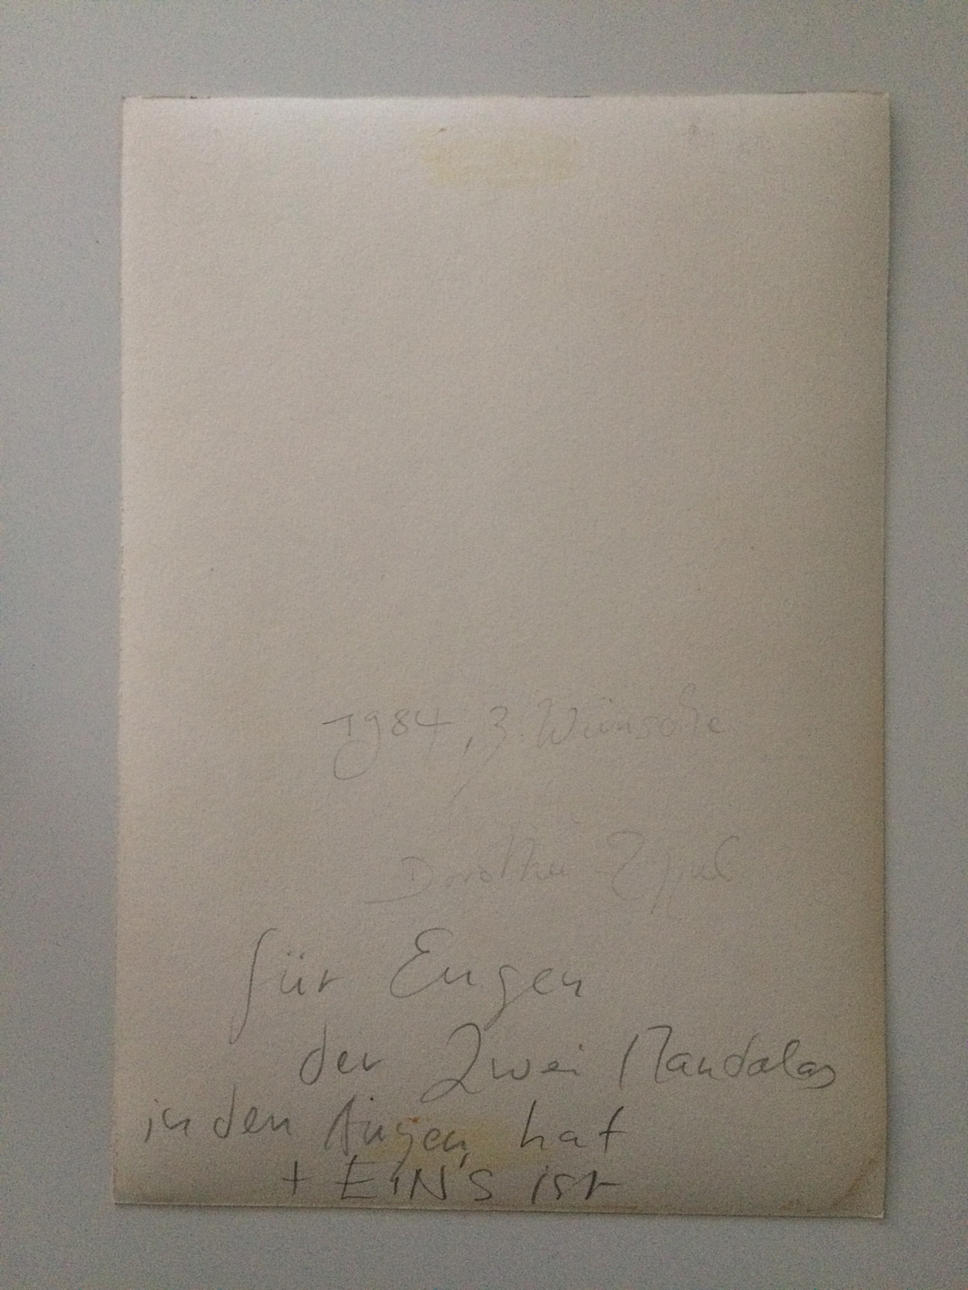 1984, 3 Wünsche
Dorothee
für Eugen
der Zwei Mandalas
in den Augen hat
+ EiN'S ist